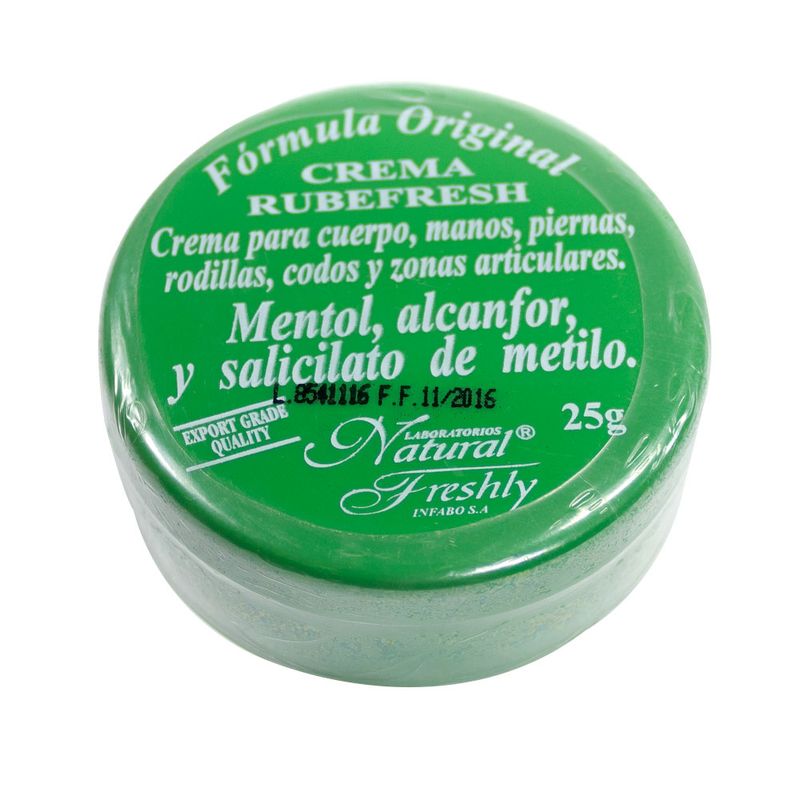 Fórmula Original
CREMA
RUBEFRESH
Crema para cuerpo, manos, piernas,
rodillas, codos y zonas articulares.
Mentol, alcanfor,
y salicilato de metilo.
L.8541116 F.F.11/2016
EXPORT GRADE
QUALITY
25g
LABORATORIOS
Natural®
Freshly
INFABO S.A